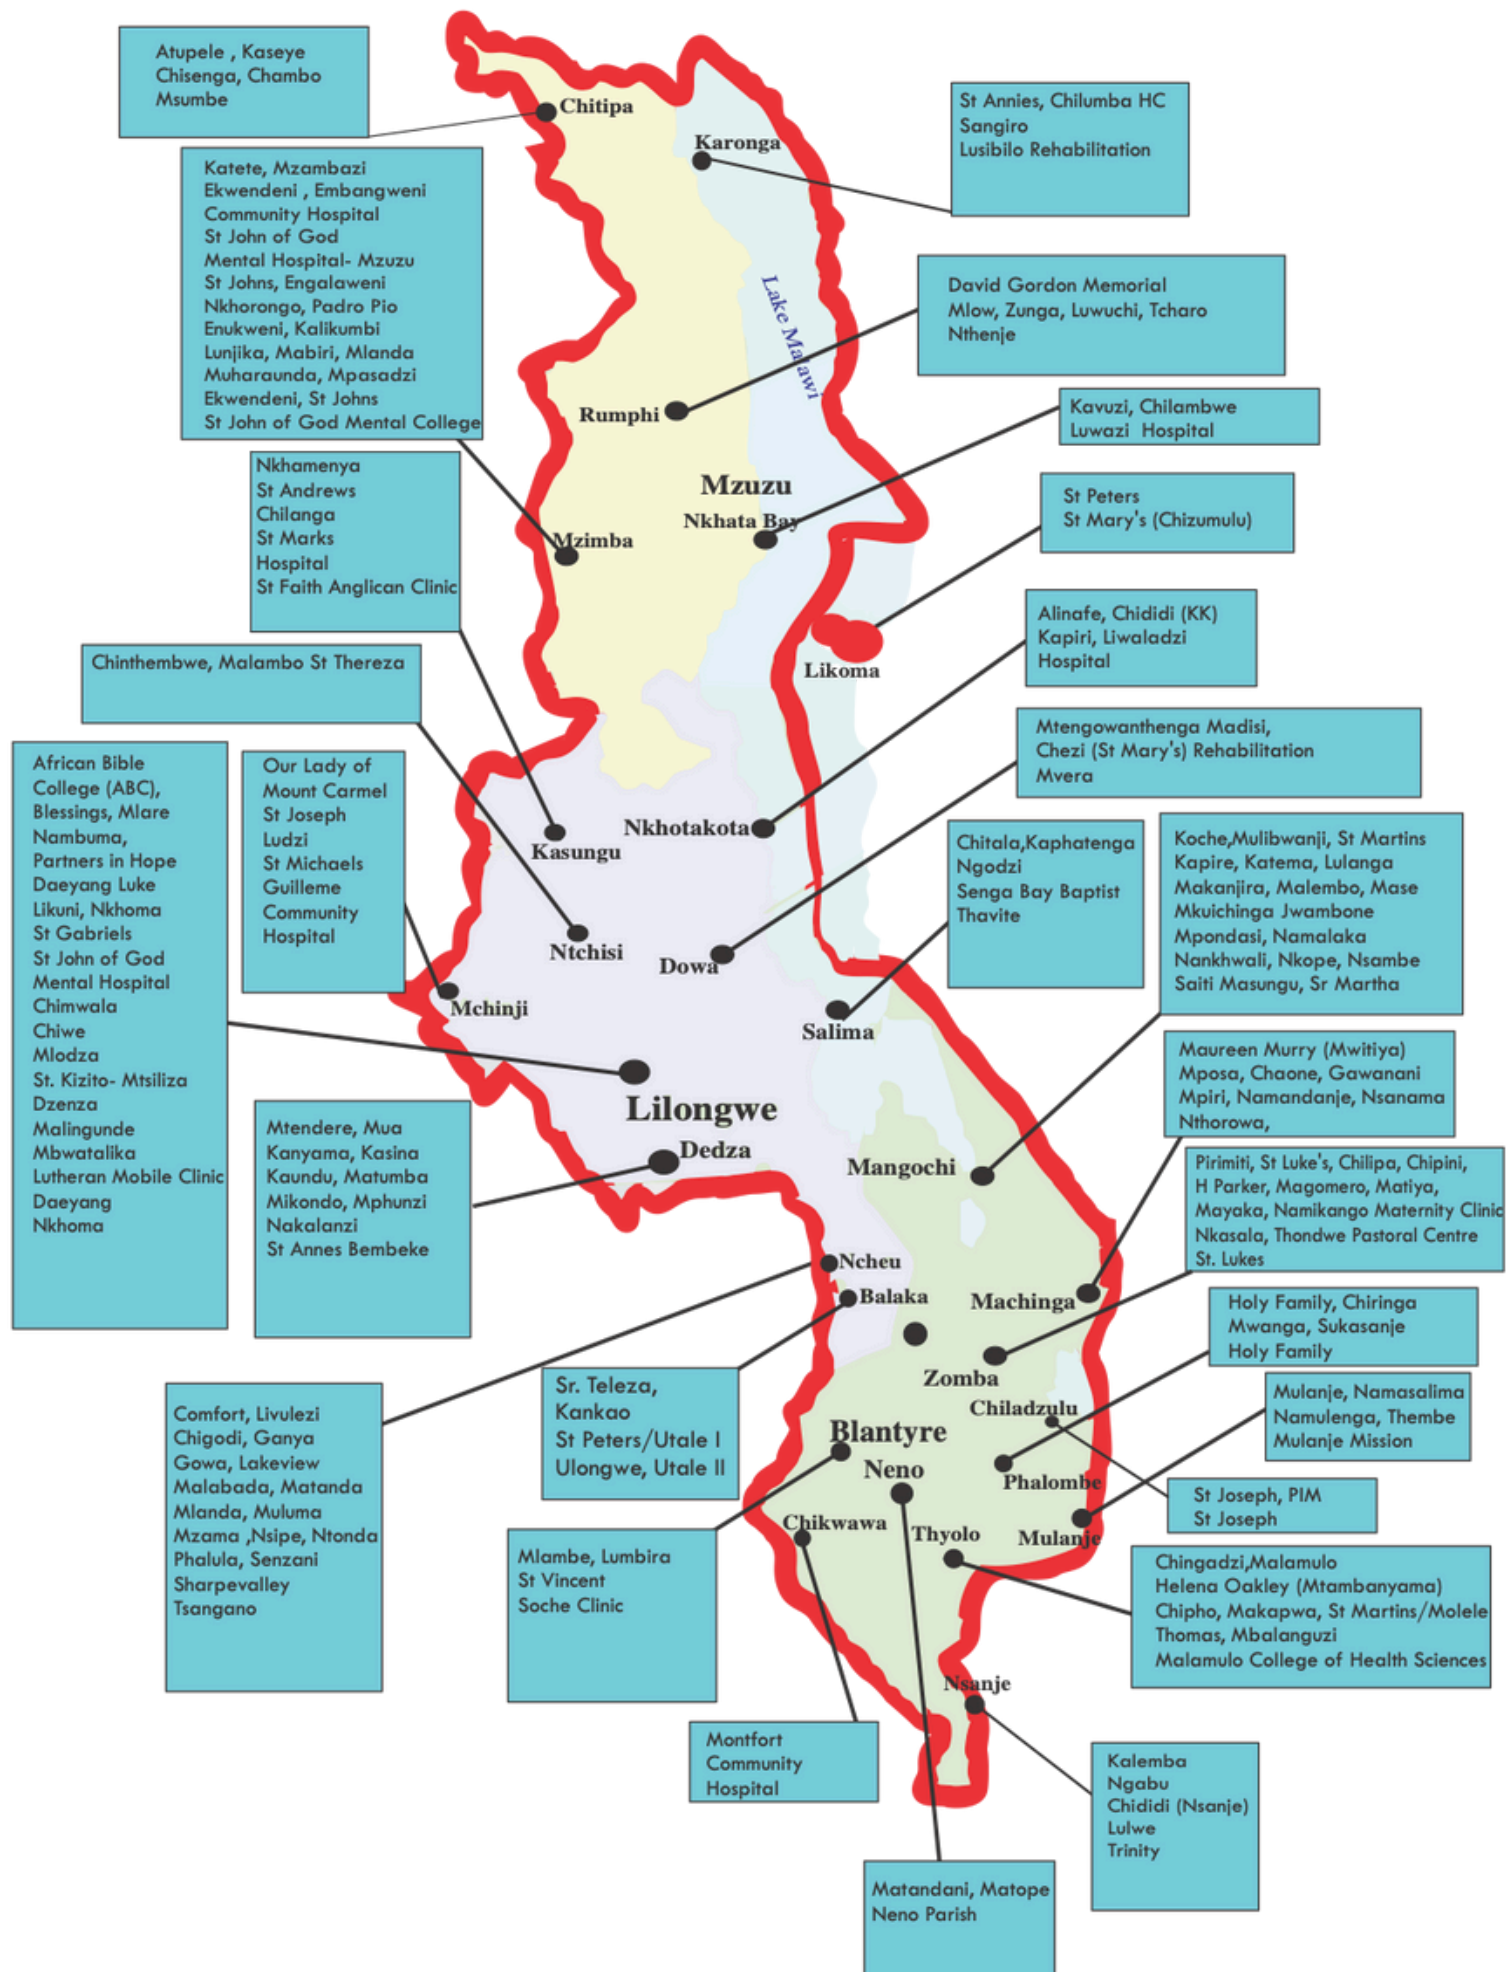 Atupele , Kaseye
Chisenga, Chambo
Msumbe
Chitipa
St Annies, Chilumba HC
Sangiro
Lusibilo Rehabilitation
Karonga
Katete, Mzambazi
Ekwendeni , Embangweni
Community Hospital
St John of God
Mental Hospital- Mzuzu
St Johns, Engalaweni
Nkhorongo, Padro Pio
Enukweni, Kalikumbi
Lunjika, Mabiri, Mlanda
Muharaunda, Mpasadzi
Ekwendeni, St Johns
St John of God Mental College
David Gordon Memorial
Mlow, Zunga, Luwuchi, Tcharo
Nthenje
Lake Malawi
Rumphi
Kavuzi, Chilambwe
Luwazi Hospital
Mzuzu
Nkhata Bay
Mzimba
Nkhamenya
St Andrews
Chilanga
St Marks
Hospital
St Faith Anglican Clinic
St Peters
St Mary's (Chizumulu)
Likoma
Alinafe, Chididi (KK)
Kapiri, Liwaladzi
Hospital
Chinthembwe, Malambo St Thereza
Mtengowanthenga Madisi,
Chezi (St Mary's) Rehabilitation
Mvera
African Bible
College (ABC),
Blessings, Mlare
Nambuma,
Partners in Hope
Daeyang Luke
Likuni, Nkhoma
St Gabriels
St John of God
Mental Hospital
Chimwala
Chiwe
Mlodza
St. Kizito- Mtsiliza
Dzenza
Malingunde
Mbwatalika
Lutheran Mobile Clinic
Daeyang
Nkhoma
Our Lady of
Mount Carmel
St Joseph
Ludzi
St Michaels
Guilleme
Community
Hospital
Kasungu
Nkhotakota
Ntchisi
Dowa
Mchinji
Salima
Chitala,Kaphatenga
Ngodzi
Senga Bay Baptist
Thavite
Koche,Mulibwanji, St Martins
Kapire, Katema, Lulanga
Makanjira, Malembo, Mase
Mkuichinga Jwambone
Mpondasi, Namalaka
Nankhwali, Nkope, Nsambe
Saiti Masungu, Sr Martha
Maureen Murry (Mwitiya)
Mposa, Chaone, Gawanani
Mpiri, Namandanje, Nsanama
Nthorowa,
Lilongwe
Dedza
Mangochi
Mtendere, Mua
Kanyama, Kasina
Kaundu, Matumba
Mikondo, Mphunzi
Nakalanzi
St Annes Bembeke
Pirimiti, St Luke's, Chilipa, Chipini,
H Parker, Magomero, Matiya,
Mayaka, Namikango Maternity Clinic
Nkasala, Thondwe Pastoral Centre
St. Lukes
Ncheu
Balaka
Machinga
Zomba
Holy Family, Chiringa
Mwanga, Sukasanje
Holy Family
Comfort, Livulezi
Chigodi, Ganya
Gowa, Lakeview
Malabada, Matanda
Mlanda, Muluma
Mzama ,Nsipe, Ntonda
Phalula, Senzani
Sharpevalley
Tsangano
Sr. Teleza,
Kankao
St Peters/Utale I
Ulongwe, Utale II
Chiladzulu
Mulanje, Namasalima
Namulenga, Thembe
Mulanje Mission
Blantyre
Neno
Phalombe
St Joseph, PIM
St Joseph
Chikwawa
Thyolo
Mulanje
Mlambe, Lumbira
St Vincent
Soche Clinic
Chingadzi,Malamulo
Helena Oakley (Mtambanyama)
Chipho, Makapwa, St Martins/Molele
Thomas, Mbalanguzi
Malamulo College of Health Sciences
Nsanje
Montfort
Community
Hospital
Kalemba
Ngabu
Chididi (Nsanje)
Lulwe
Trinity
Matandani, Matope
Neno Parish